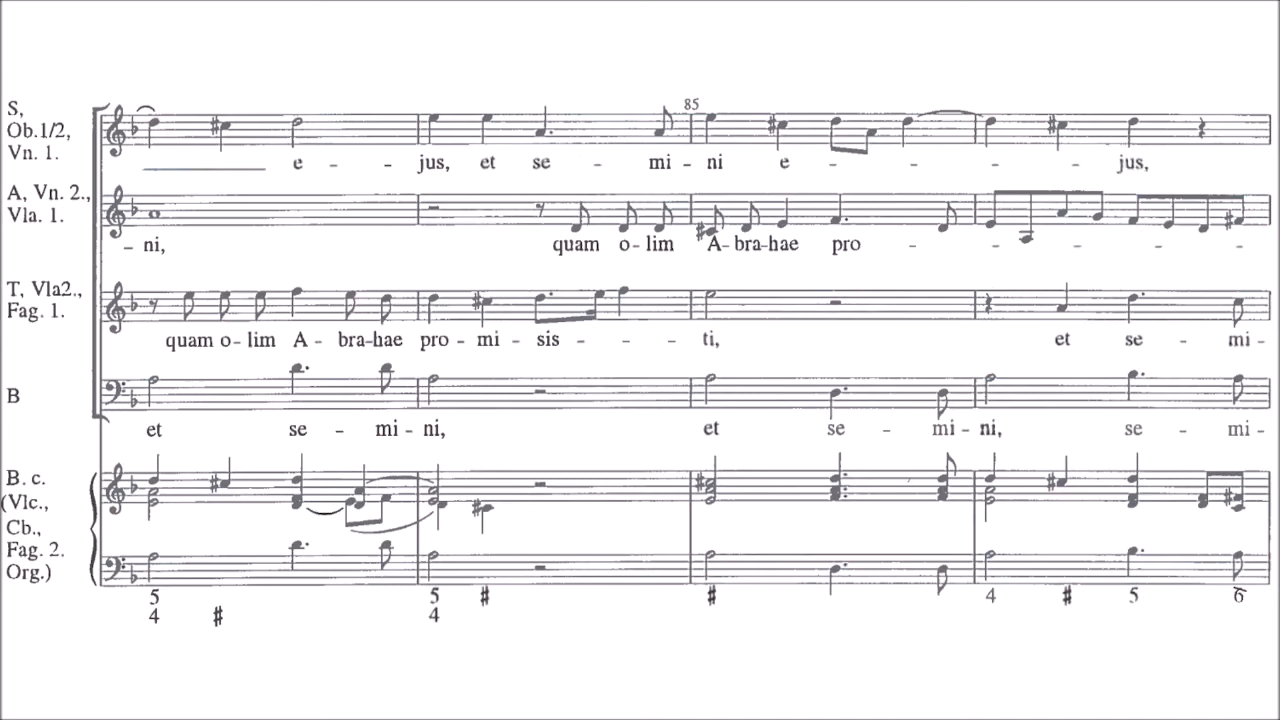 S,
Ob.1/2,
Vn. 1.
85
e - - jus, et se - mi - ni e - - - - - jus,
A, Vn. 2.,
Vla. 1.
- ni, quam o - lim A - bra - hae pro - - - - - - - -
T, Vla2.,
Fag. 1.
quam o - lim A - bra - hae pro - mi - sis - - - ti, et se - mi -
B
et se - mi - ni, et se - mi - ni, se - mi -
B. c.
(Vlc.,
Cb.,
Fag. 2.
Org.)
5 5 # # 4 # 5 6
4 # 4